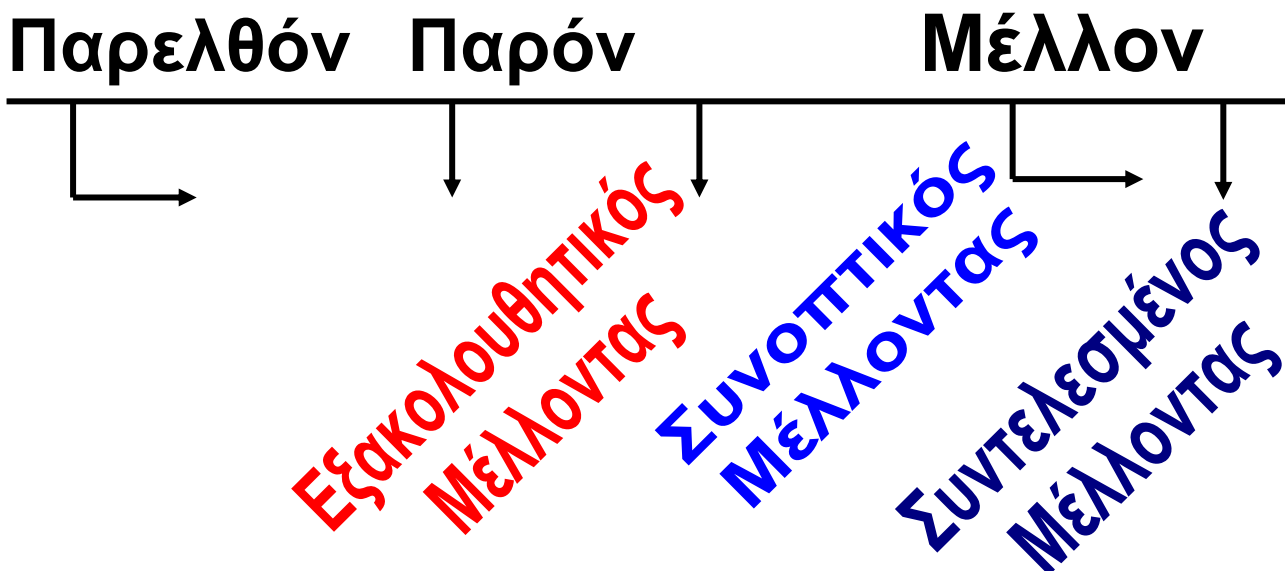 Παρελθόν Παρόν Μέλλον
Εξακολουθητικός
Μέλλοντας
Συνοπτικός
Μέλλοντας
Συντελεσμένος
Μέλλοντας